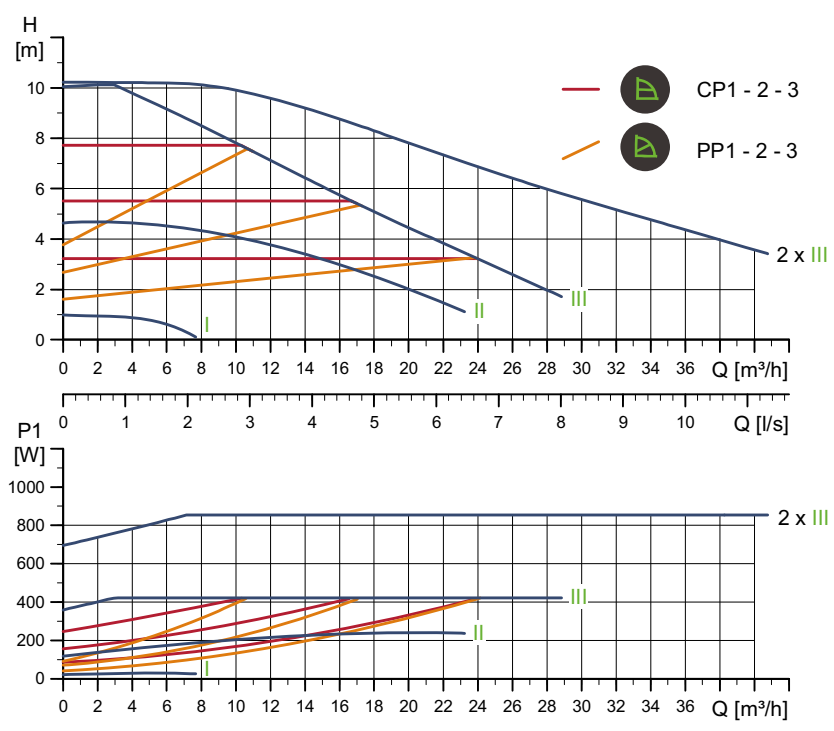 H
[m]
10
8
6
4
2
0
CP1 - 2 - 3
PP1 - 2 - 3
2 x III
III
II
I
0 2 4 6 8 10 12 14 16 18 20 22 24 26 28 30 32 34 36 Q [m³/h]
0 1 2 3 4 5 6 7 8 9 10 Q [l/s]
P1
[W]
1000
800
600
400
200
0
2 x III
III
II
I
0 2 4 6 8 10 12 14 16 18 20 22 24 26 28 30 32 34 36 Q [m³/h]